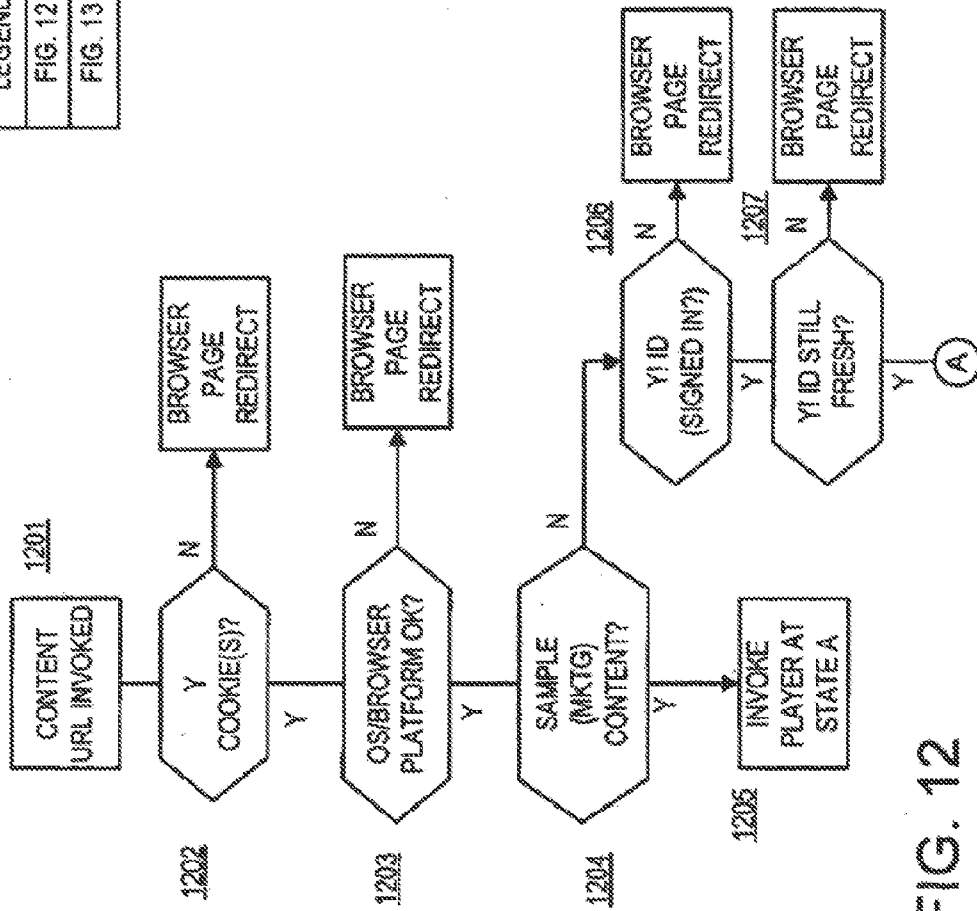 LEGEND
FIG. 12
FIG. 13
1201
CONTENT
URL INVOKED
1202
Y
COOKIE(S)?
N
BROWSER
PAGE
REDIRECT
Y
1203
OS/BROWSER
PLATFORM OK?
N
BROWSER
PAGE
REDIRECT
Y
1204
SAMPLE
(MKTG)
CONTENT?
N
Y
1205
INVOKE
PLAYER AT
STATE A
1206
Y! ID
(SIGNED IN?)
N
BROWSER
PAGE
REDIRECT
Y
1207
Y! ID STILL
FRESH?
N
BROWSER
PAGE
REDIRECT
Y
A
FIG. 12